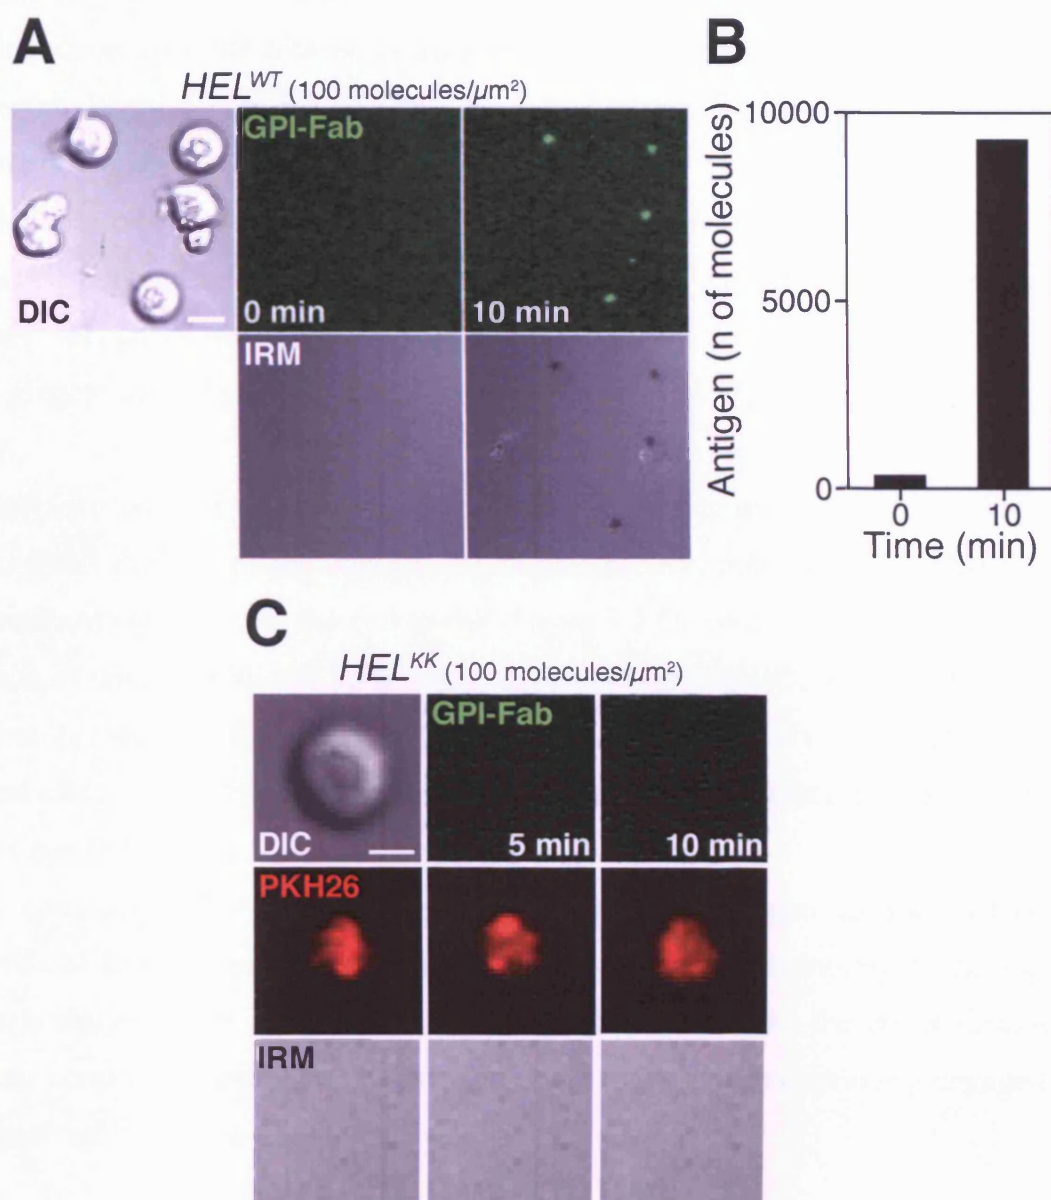 A
HEL^WT (100 molecules/µm²)
GPI-Fab
DIC
0 min
10 min
IRM
B
Antigen (n of molecules)
10000
5000
0
0
10
Time (min)
C
HEL^KK (100 molecules/µm²)
GPI-Fab
DIC
5 min
10 min
PKH26
IRM